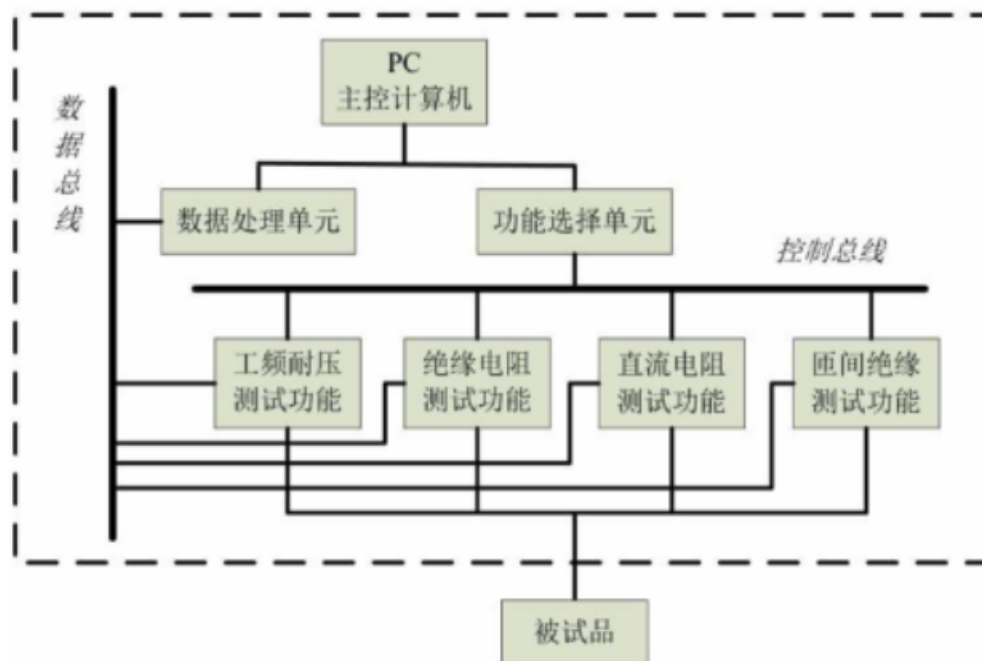 PC
主控计算机
数据总线
数据处理单元
功能选择单元
控制总线
工频耐压
测试功能
绝缘电阻
测试功能
直流电阻
测试功能
匝间绝缘
测试功能
被试品